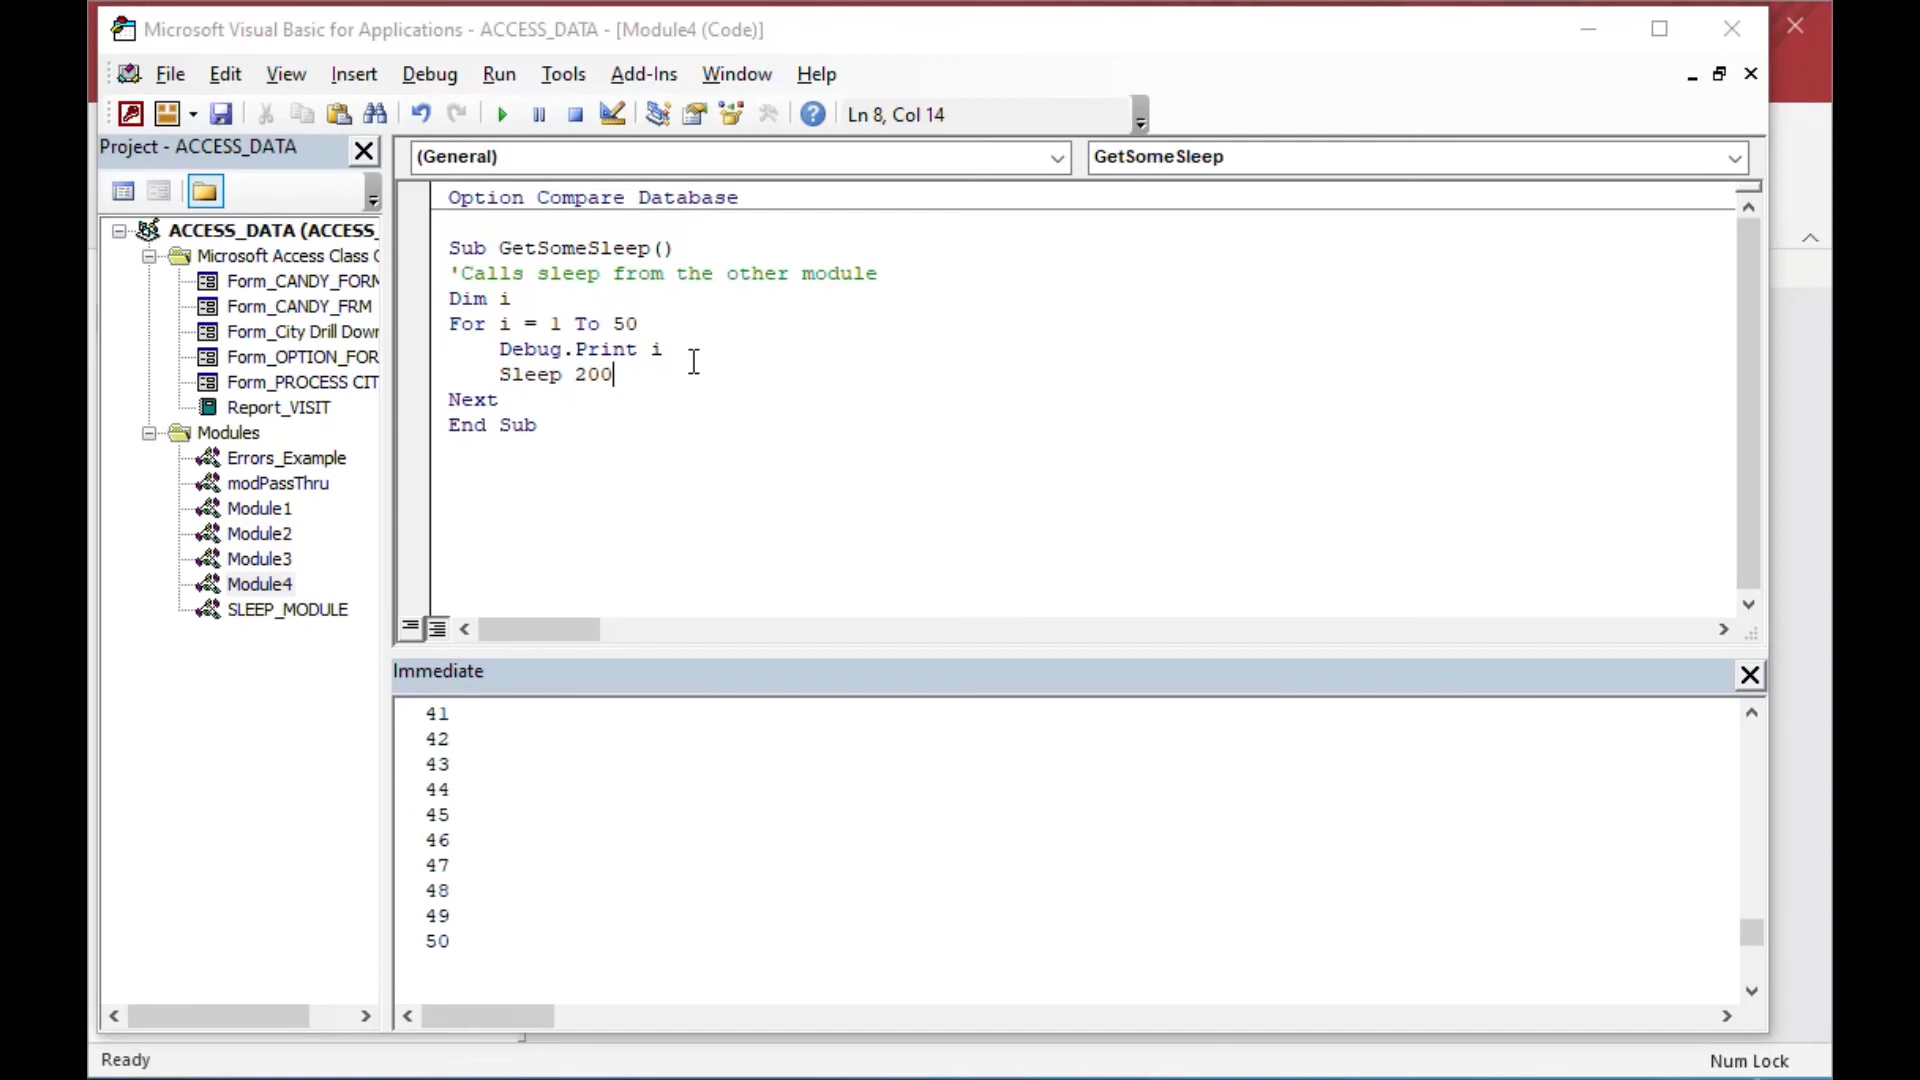 Microsoft Visual Basic for Applications - ACCESS_DATA - [Module4 (Code)]
File Edit View Insert Debug Run Tools Add-Ins Window Help
Ln 8, Col 14
Project - ACCESS_DATA
(General)
GetSomeSleep
ACCESS_DATA (ACCESS_
Microsoft Access Class C
Form_CANDY_FORM
Form_CANDY_FRM
Form_City Drill Down
Form_OPTION_FOR
Form_PROCESS CIT
Report_VISIT
Modules
Errors_Example
modPassThru
Module1
Module2
Module3
Module4
SLEEP_MODULE
Option Compare Database
Sub GetSomeSleep()
'Calls sleep from the other module
Dim i
For i = 1 To 50
Debug.Print i
Sleep 200
Next
End Sub
Immediate
41
42
43
44
45
46
47
48
49
50
Ready
Num Lock